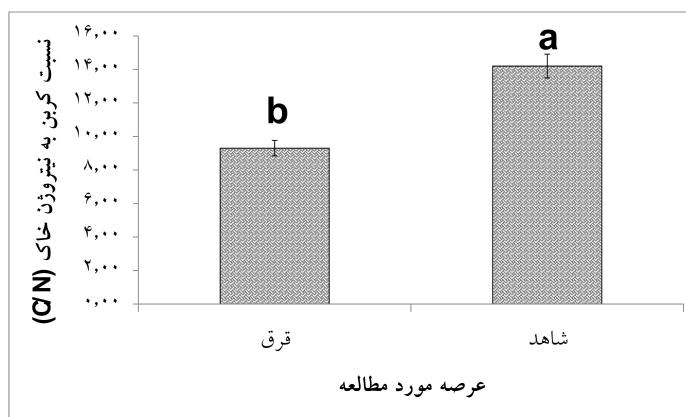 نسبت کربن به نیتروژن خاک (C/N)
۱۶,۰۰
۱۴,۰۰
۱۲,۰۰
۱۰,۰۰
۸,۰۰
۶,۰۰
۴,۰۰
۲,۰۰
۰,۰۰
a
b
قرق
شاهد
عرصه مورد مطالعه